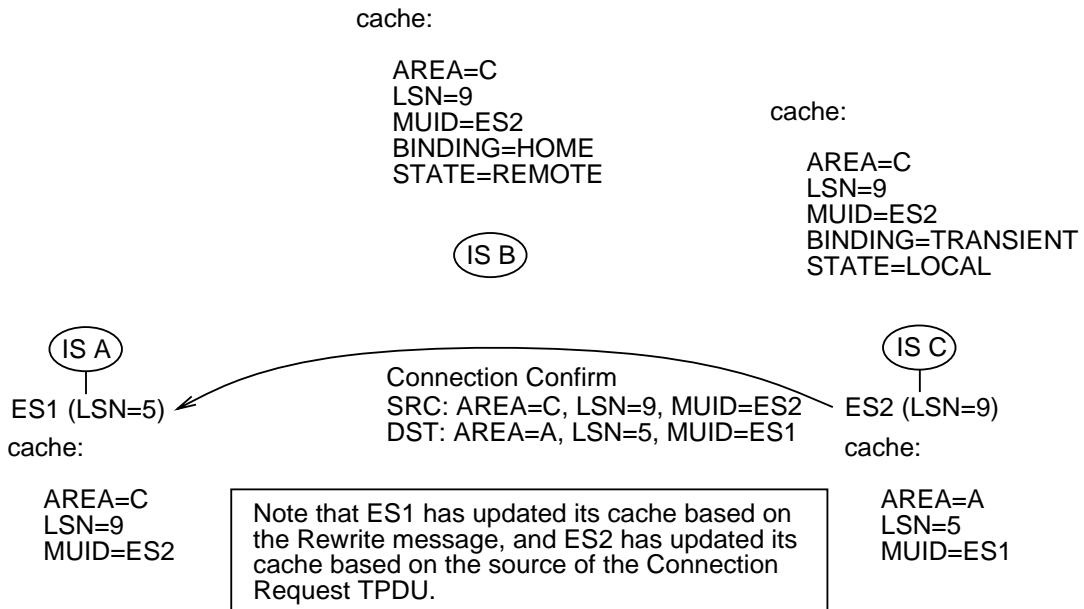 cache:
AREA=C
LSN=9
MUID=ES2
BINDING=HOME
STATE=REMOTE
cache:
AREA=C
LSN=9
MUID=ES2
BINDING=TRANSIENT
STATE=LOCAL
IS B
IS A
IS C
Connection Confirm
SRC: AREA=C, LSN=9, MUID=ES2
DST: AREA=A, LSN=5, MUID=ES1
ES1 (LSN=5)
cache:
AREA=C
LSN=9
MUID=ES2
ES2 (LSN=9)
cache:
AREA=A
LSN=5
MUID=ES1
Note that ES1 has updated its cache based on
the Rewrite message, and ES2 has updated its
cache based on the source of the Connection
Request TPDU.